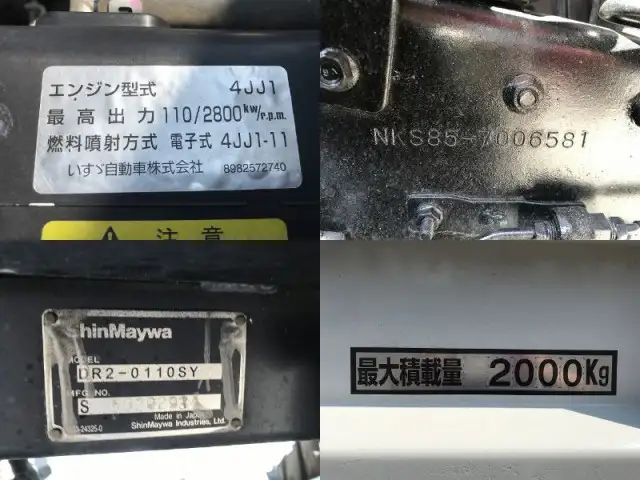 エンジン型式 4JJ1
最高出力 110/2800kw/r.p.m.
燃料噴射方式 電子式 4JJ1-11
いすゞ自動車株式会社 8982572740
注意
NKS85-7006581
ShinMaywa
MODEL
DR2-0110SY
MFG. NO.
S
Made in Japan
ShinMaywa Industries, Ltd.
最大積載量 2000Kg